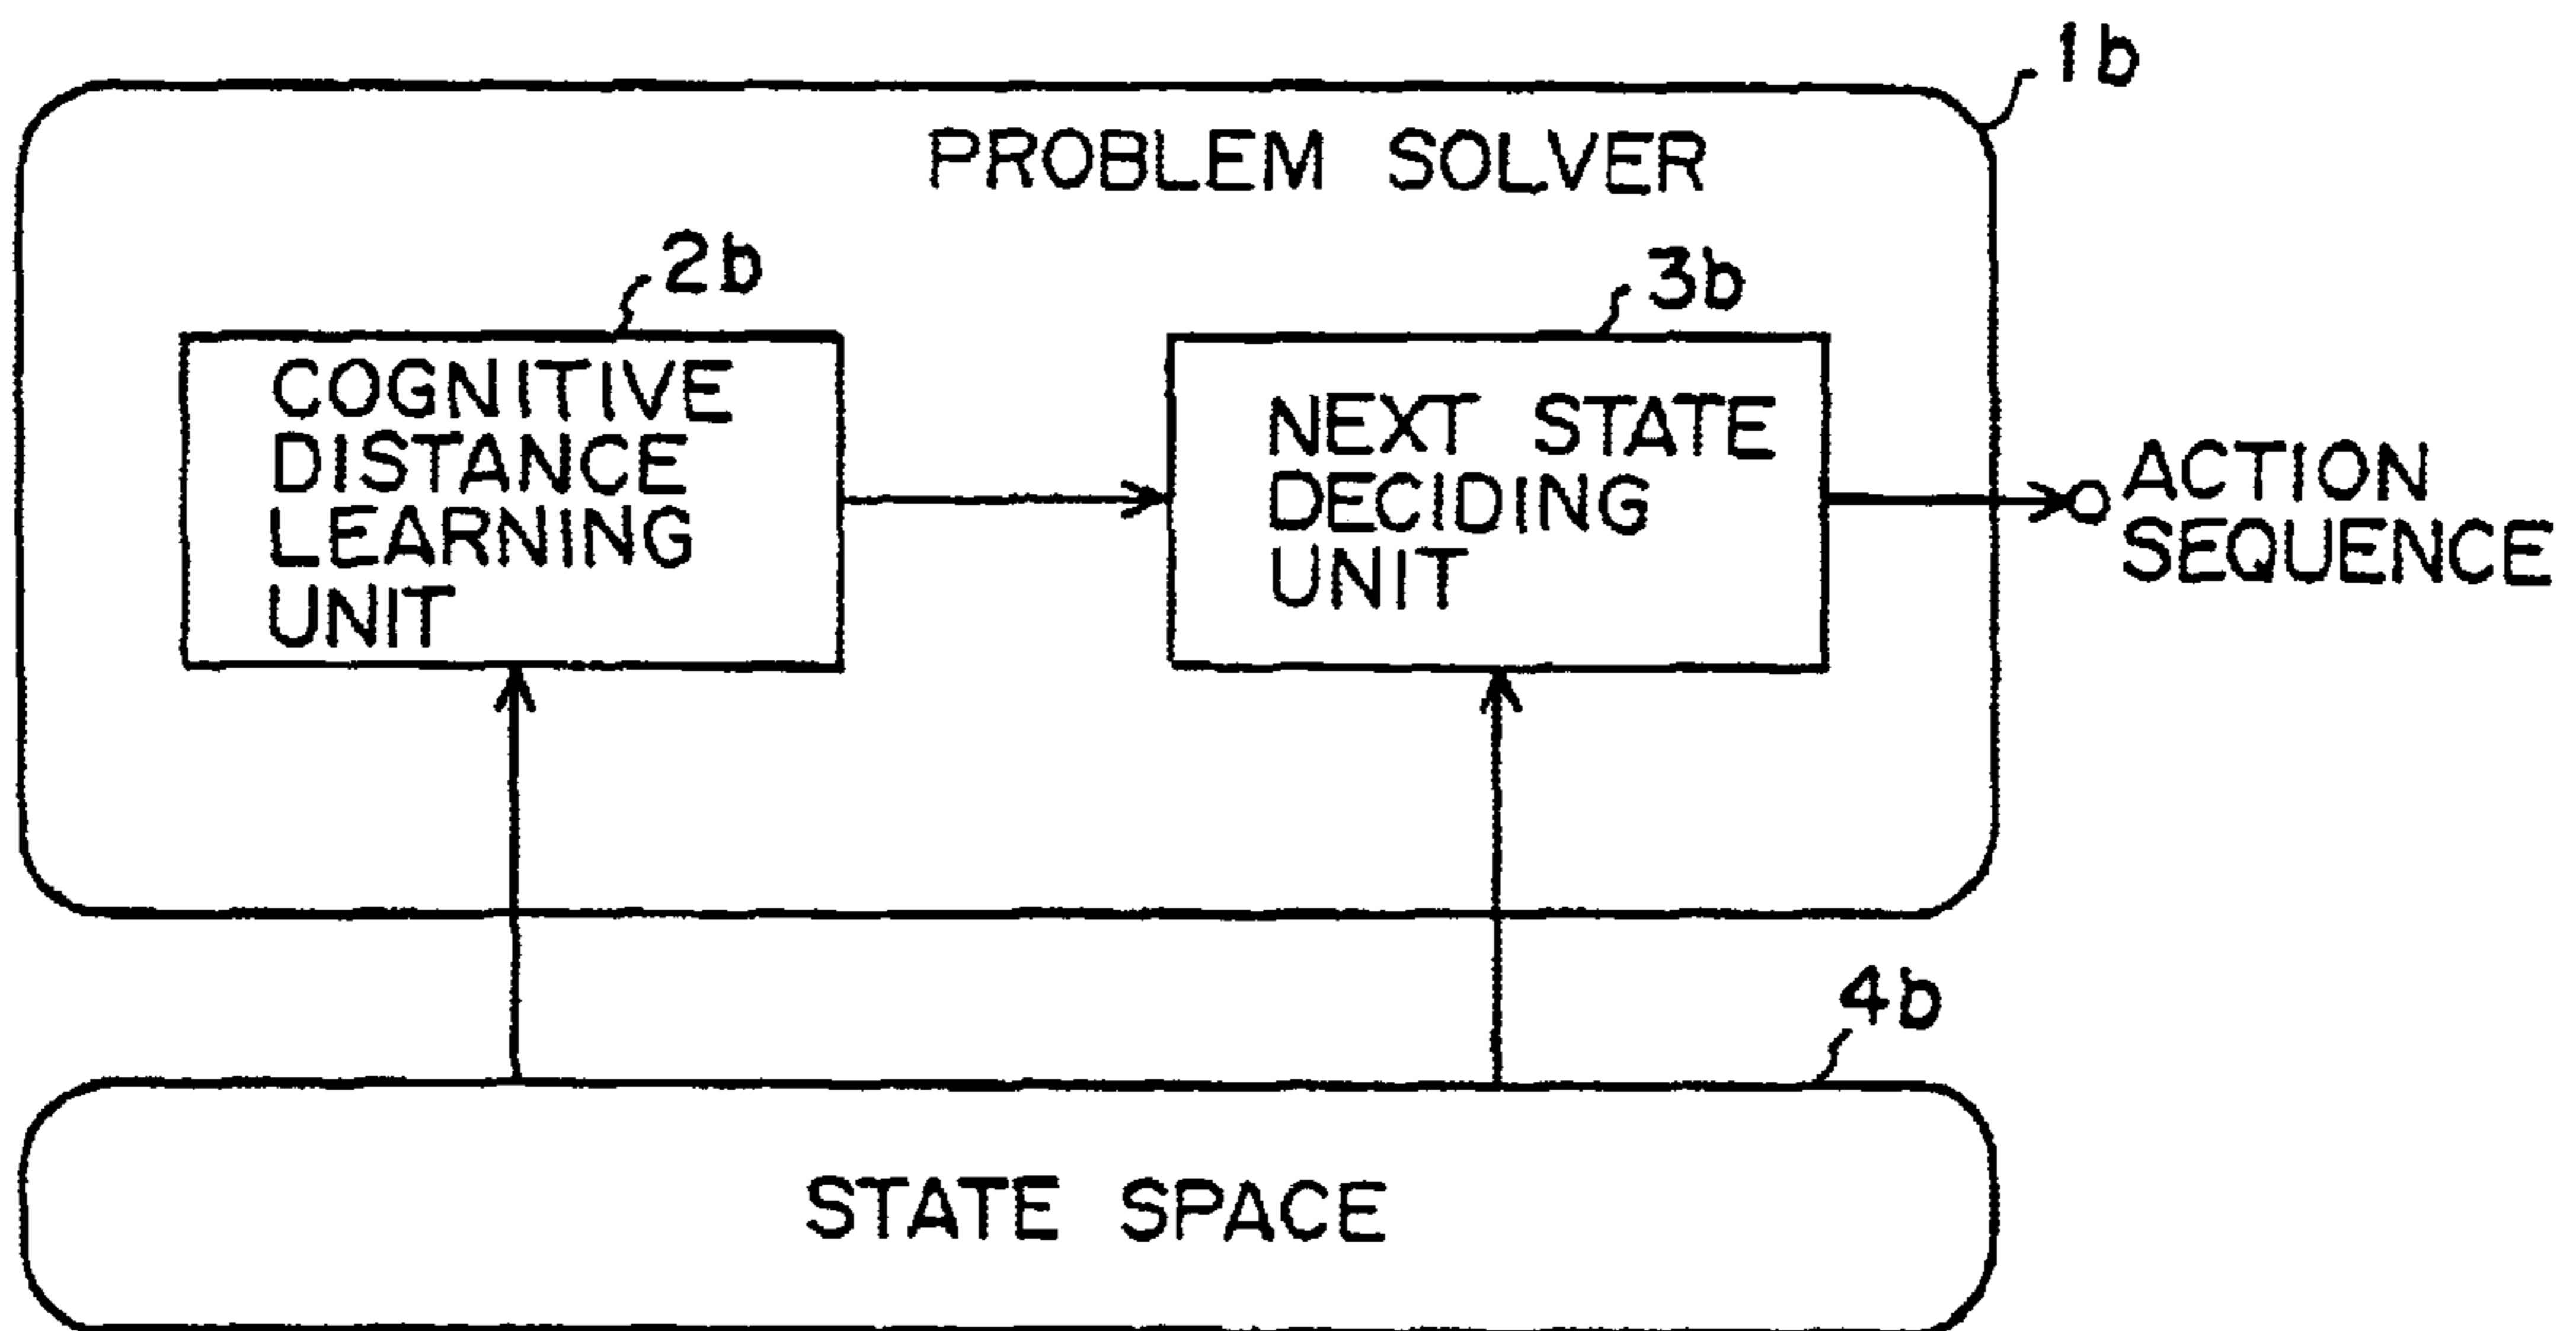 1b
PROBLEM SOLVER
2b
3b
COGNITIVE
DISTANCE
LEARNING
UNIT
NEXT STATE
DECIDING
UNIT
ACTION
SEQUENCE
4b
STATE SPACE